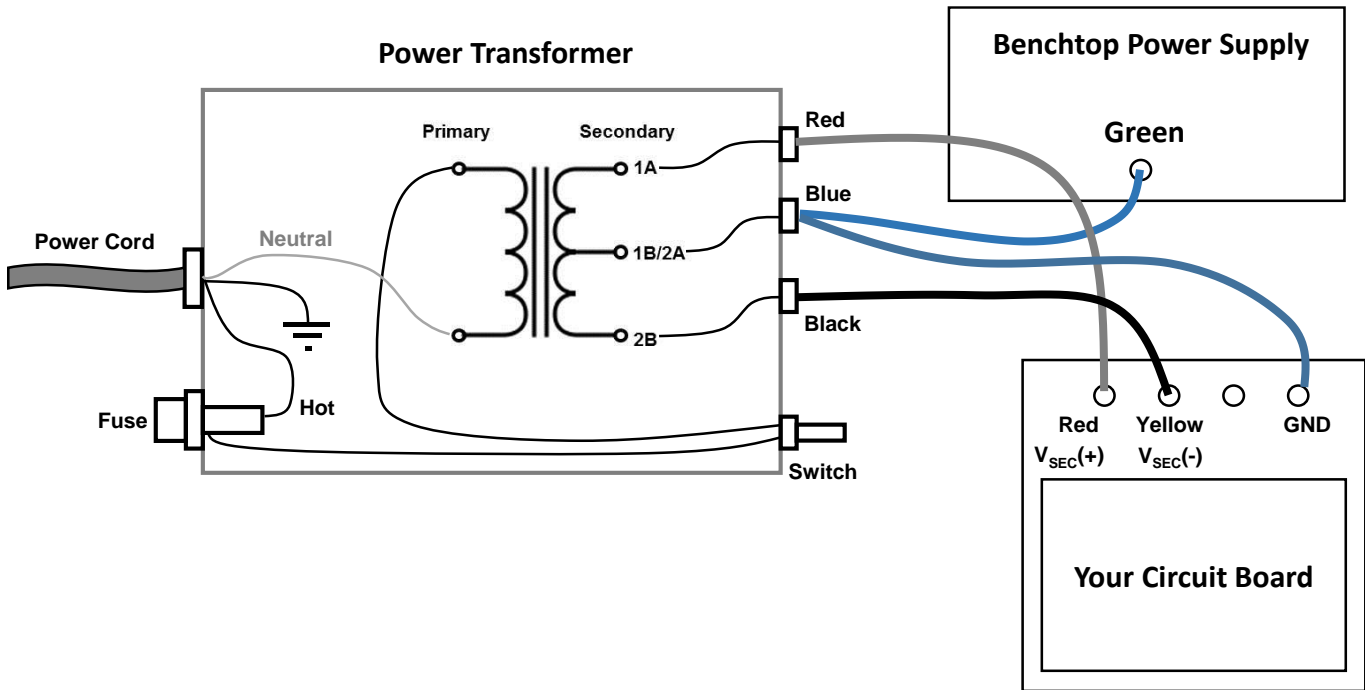 Power Transformer
Benchtop Power Supply
Green
Primary
Secondary
1A
1B/2A
2B
Red
Blue
Black
Power Cord
Neutral
Fuse
Hot
Switch
Red
Yellow
GND
VSEC(+)
VSEC(-)
Your Circuit Board